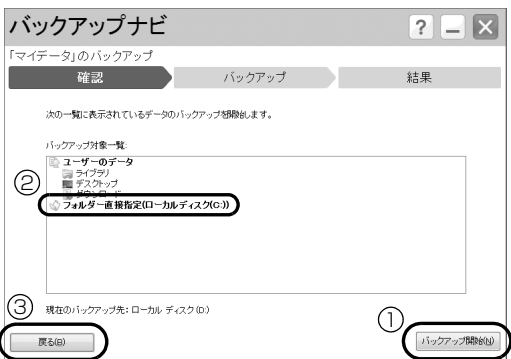 バックアップナビ
「マイデータ」のバックアップ
確認 バックアップ 結果
次の一覧に表示されているデータのバックアップを開始します。
バックアップ対象一覧:
ユーザーのデータ
ライブラリ
デスクトップ
② ダウンロード
フォルダー直接指定(ローカルディスク(C:))
③ 現在のバックアップ先: ローカル ディスク (D:)
①
戻る(B) バックアップ開始(N)